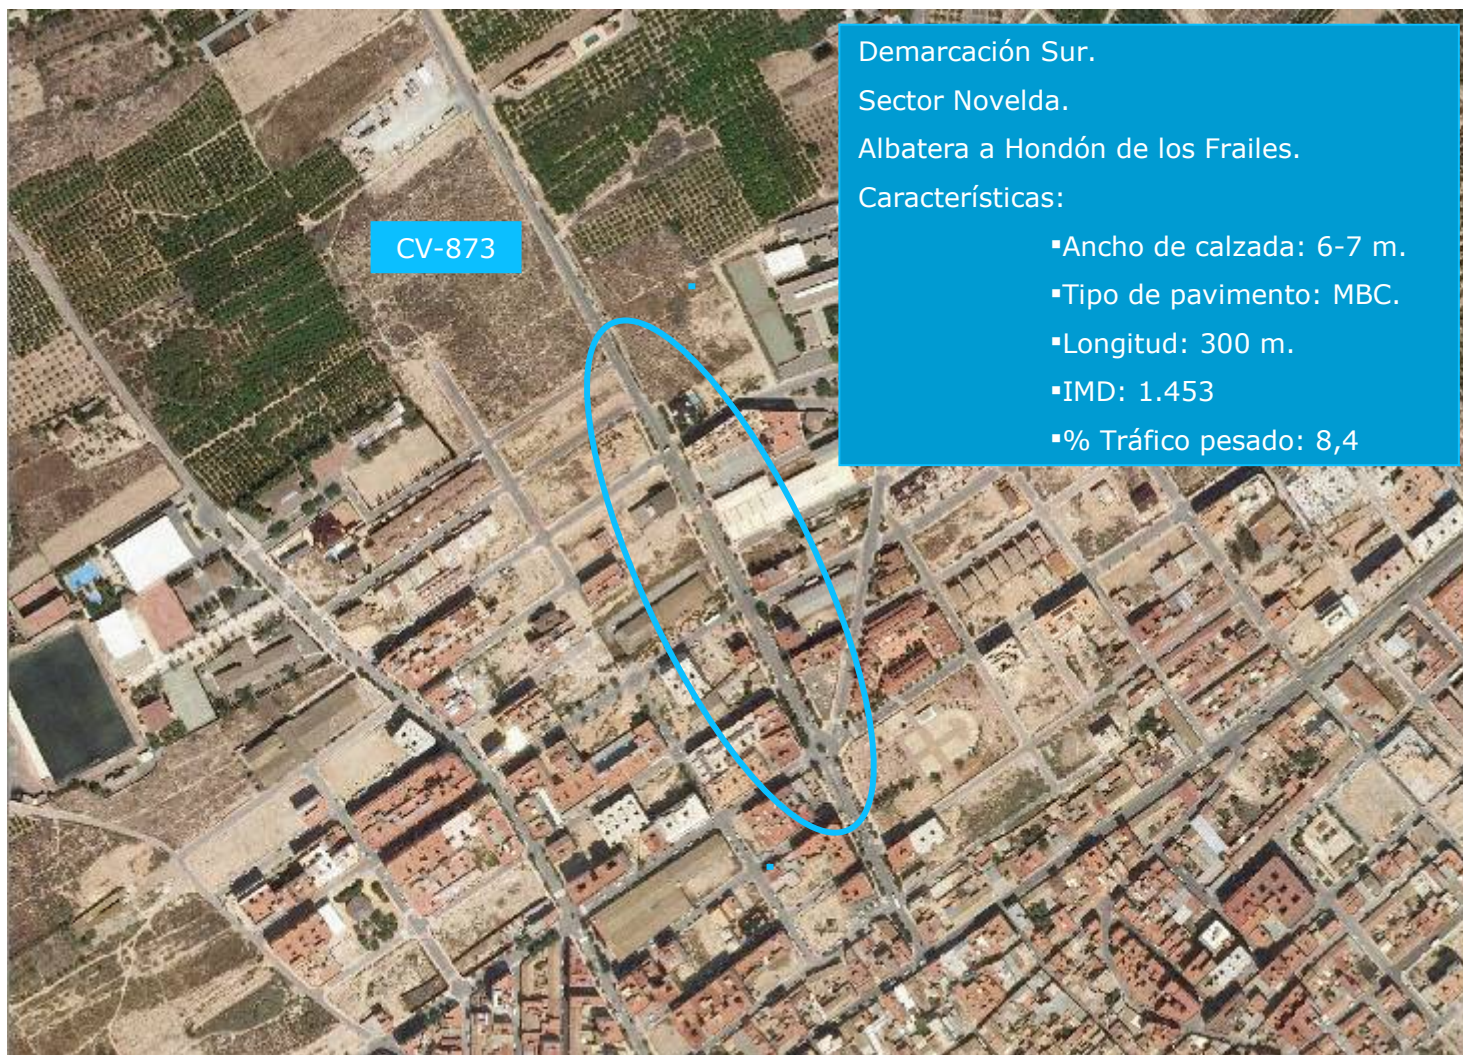 Demarcación Sur.
Sector Novelda.
Albatera a Hondón de los Frailes.
Características:
▪Ancho de calzada: 6-7 m.
▪Tipo de pavimento: MBC.
▪Longitud: 300 m.
▪IMD: 1.453
▪% Tráfico pesado: 8,4
CV-873